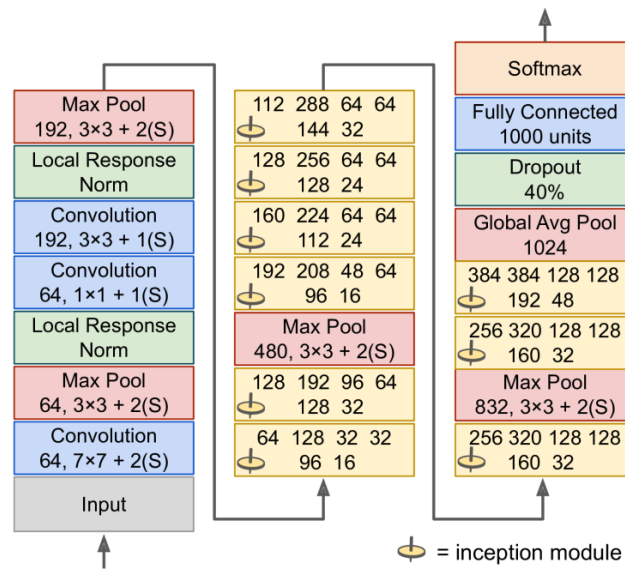 Max Pool
192, 3×3 + 2(S)
Local Response
Norm
Convolution
192, 3×3 + 1(S)
Convolution
64, 1×1 + 1(S)
Local Response
Norm
Max Pool
64, 3×3 + 2(S)
Convolution
64, 7×7 + 2(S)
Input
112 288 64 64
144 32
128 256 64 64
128 24
160 224 64 64
112 24
192 208 48 64
96 16
Max Pool
480, 3×3 + 2(S)
128 192 96 64
128 32
64 128 32 32
96 16
Softmax
Fully Connected
1000 units
Dropout
40%
Global Avg Pool
1024
384 384 128 128
192 48
256 320 128 128
160 32
Max Pool
832, 3×3 + 2(S)
256 320 128 128
160 32
= inception module